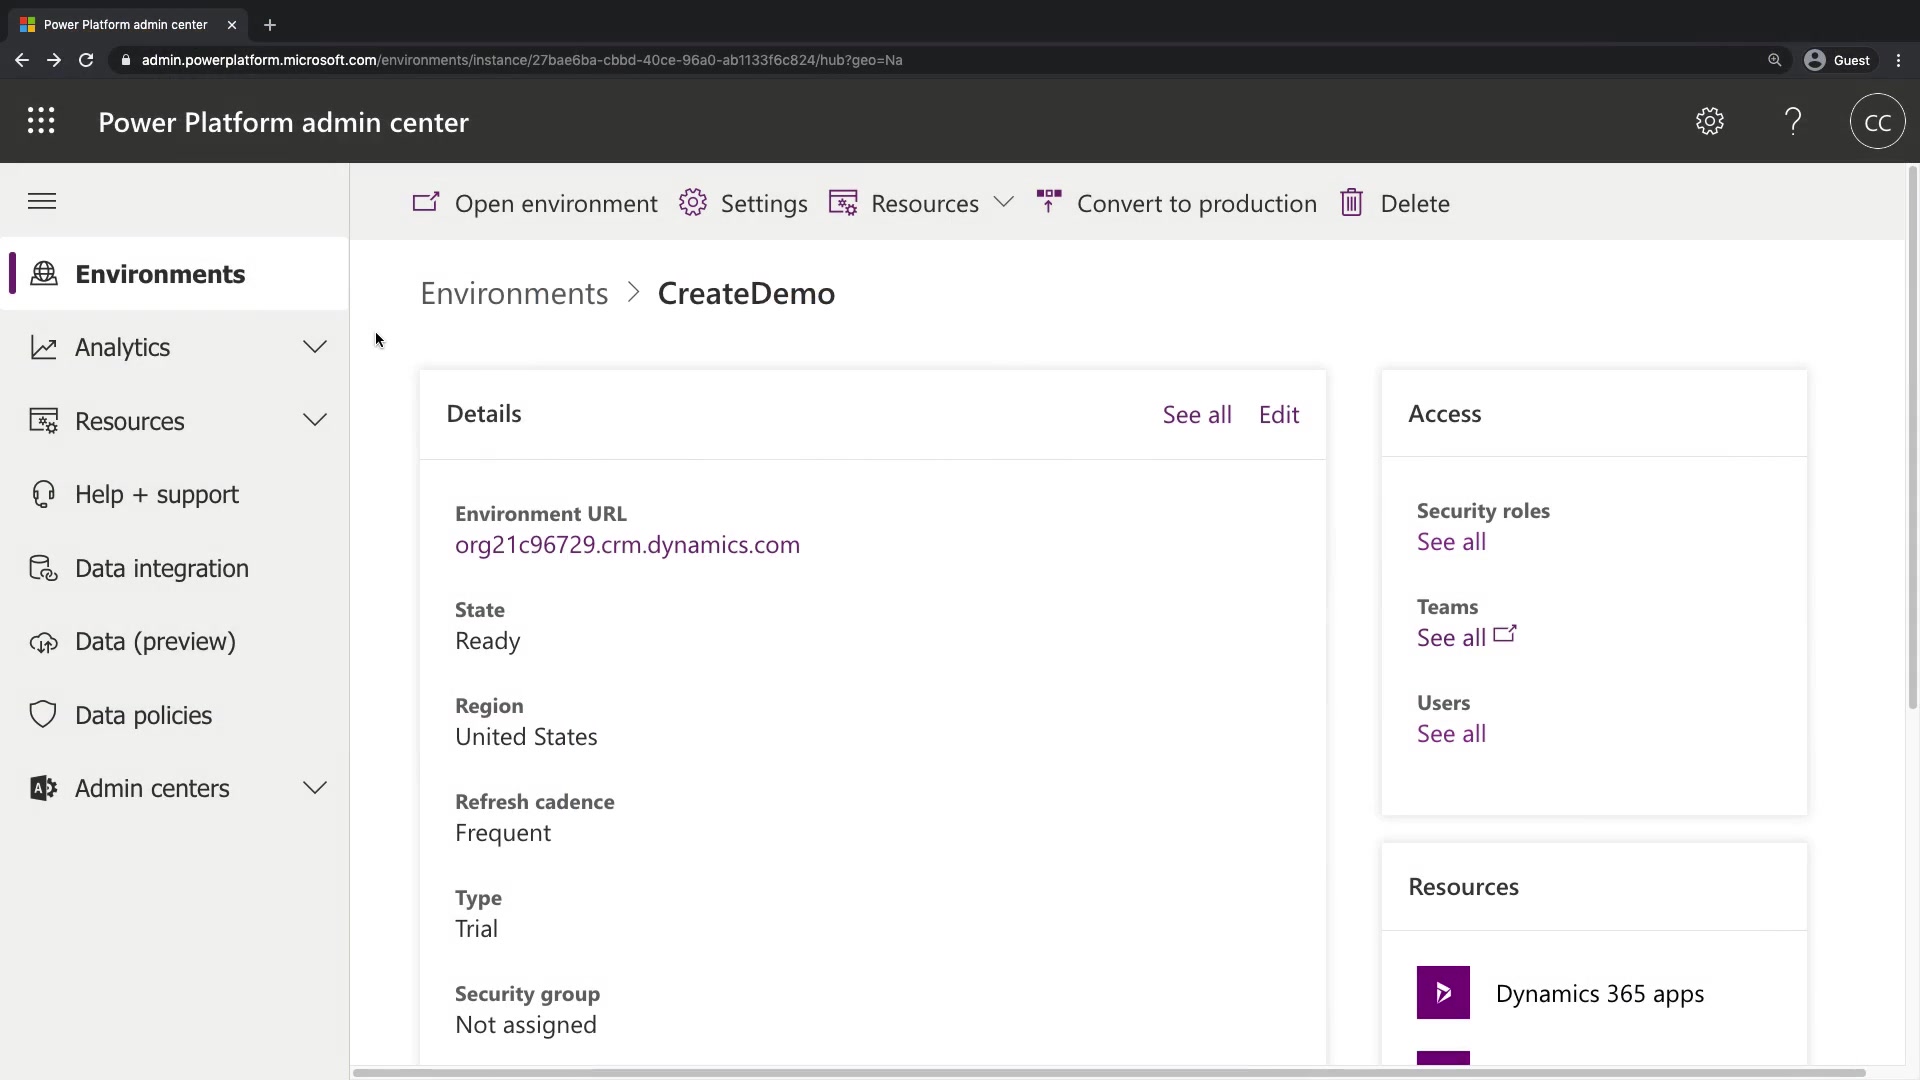 Power Platform admin center
admin.powerplatform.microsoft.com/environments/instance/27bae6ba-cbbd-40ce-96a0-ab1133f6c824/hub?geo=Na
Guest
Power Platform admin center
?
CC
Open environment
Settings
Resources
Convert to production
Delete
Environments
Analytics
Resources
Help + support
Data integration
Data (preview)
Data policies
Admin centers
Environments > CreateDemo
Details
See all
Edit
Environment URL
org21c96729.crm.dynamics.com
State
Ready
Region
United States
Refresh cadence
Frequent
Type
Trial
Security group
Not assigned
Access
Security roles
See all
Teams
See all
Users
See all
Resources
Dynamics 365 apps